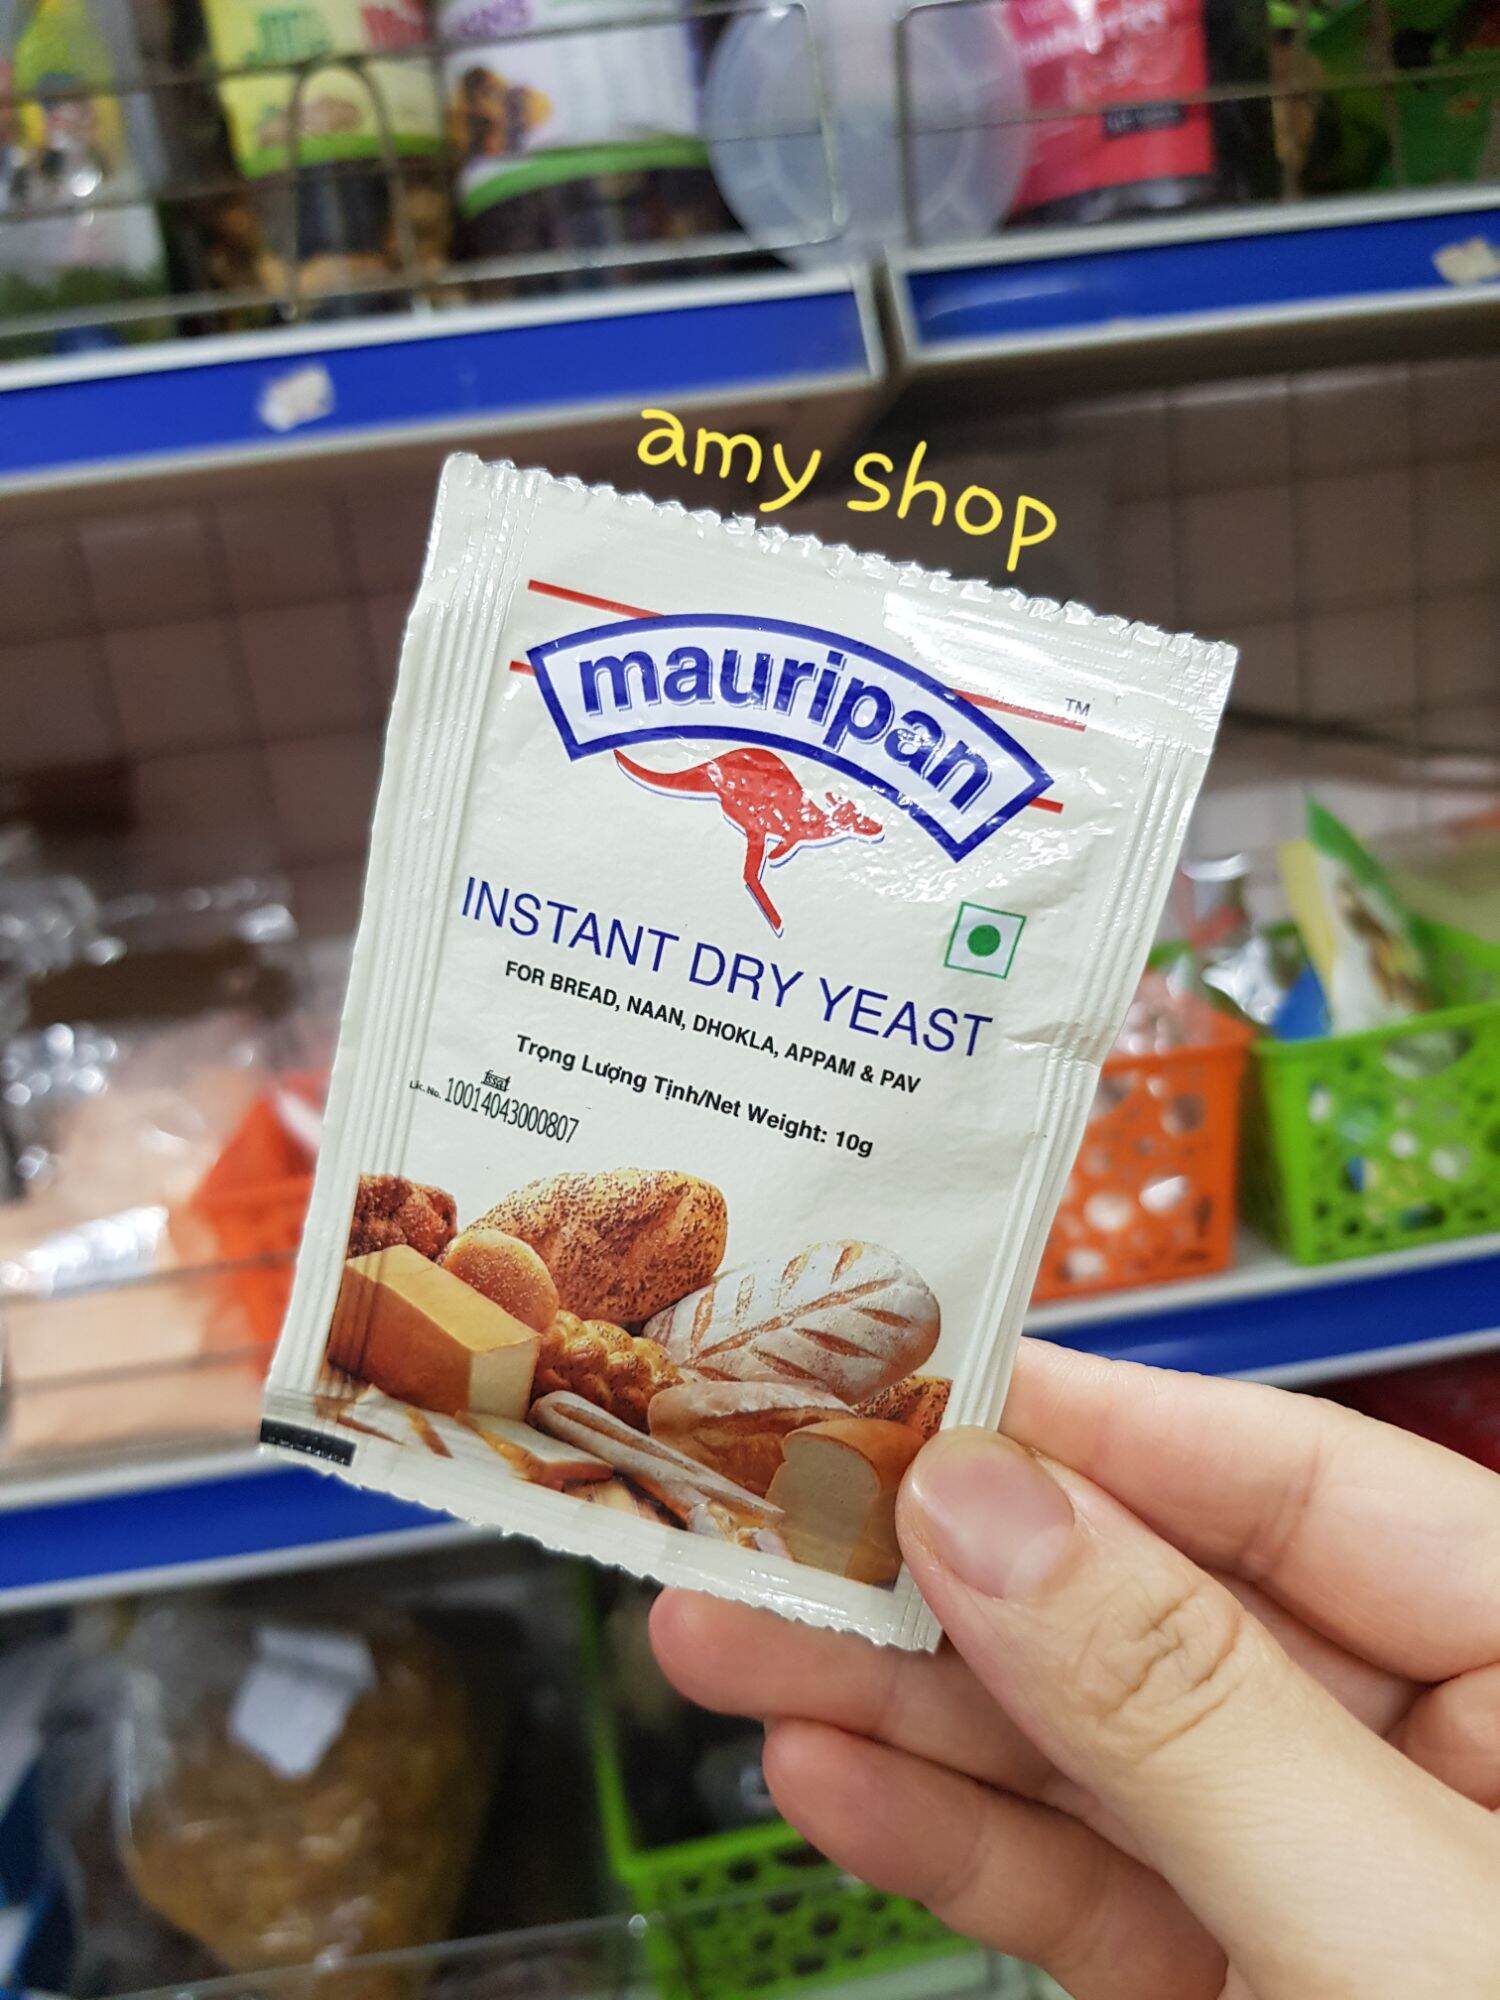 amy shop
mauripan
TM
INSTANT DRY YEAST
FOR BREAD, NAAN, DHOKLA, APPAM & PAV
Trọng Lượng Tịnh/Net Weight: 10g
fssai
Lic. No. 10014043000807